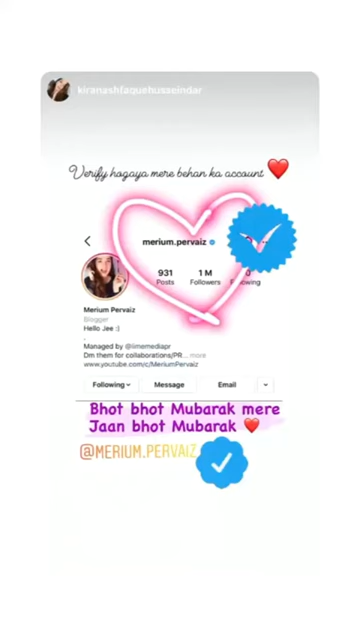 kiranashfaquehusaeindar
Verify hogaya mere behan ka account
merium.pervaiz
931
1 M
0
Posts
Followers
Following
Merium Pervaiz
Blogger
Hello Jee :)
.
Managed by @iimemediapr
Dm them for collaborations/PR... more
www.youtube.com/c/MeriumPervaiz
Following
Message
Email
Bhot bhot Mubarak mere
Jaan bhot Mubarak ❤️
@MERIUM.PERVAIZ